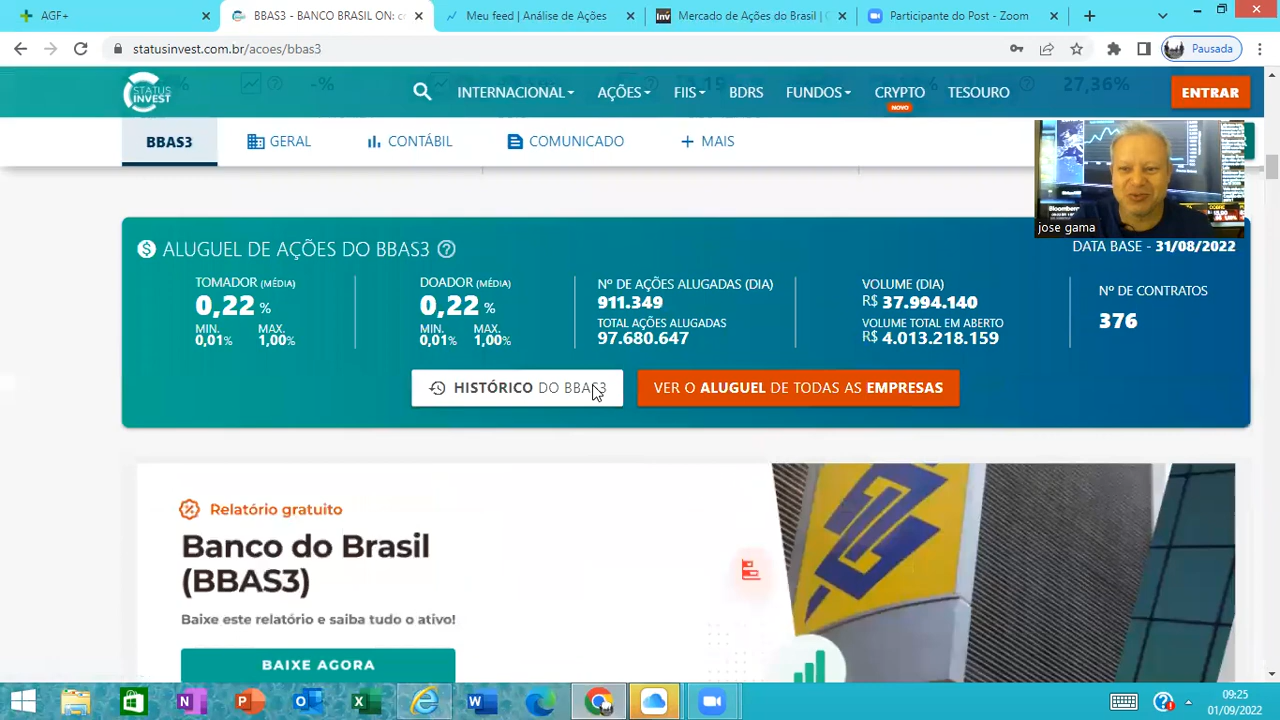 AGF+
BBAS3 - BANCO BRASIL ON: c
Meu feed | Análise de Ações
Mercado de Ações do Brasil | C
Participante do Post - Zoom
statusinvest.com.br/acoes/bbas3
Pausada
-%
27,36%
STATUS
INVEST
INTERNACIONAL
AÇÕES
FIIS
BDRS
FUNDOS
CRYPTO
NOVO
TESOURO
ENTRAR
BBAS3
GERAL
CONTÁBIL
COMUNICADO
+ MAIS
Bloomberg
jose gama
ALUGUEL DE AÇÕES DO BBAS3
DATA BASE - 31/08/2022
TOMADOR (MÉDIA)
0,22 %
MIN. MAX.
0,01% 1,00%
DOADOR (MÉDIA)
0,22 %
MIN. MAX.
0,01% 1,00%
Nº DE AÇÕES ALUGADAS (DIA)
911.349
TOTAL AÇÕES ALUGADAS
97.680.647
VOLUME (DIA)
R$ 37.994.140
VOLUME TOTAL EM ABERTO
R$ 4.013.218.159
Nº DE CONTRATOS
376
HISTÓRICO DO BBAS3
VER O ALUGUEL DE TODAS AS EMPRESAS
Relatório gratuito
Banco do Brasil
(BBAS3)
Baixe este relatório e saiba tudo o ativo!
BAIXE AGORA
09:25
01/09/2022